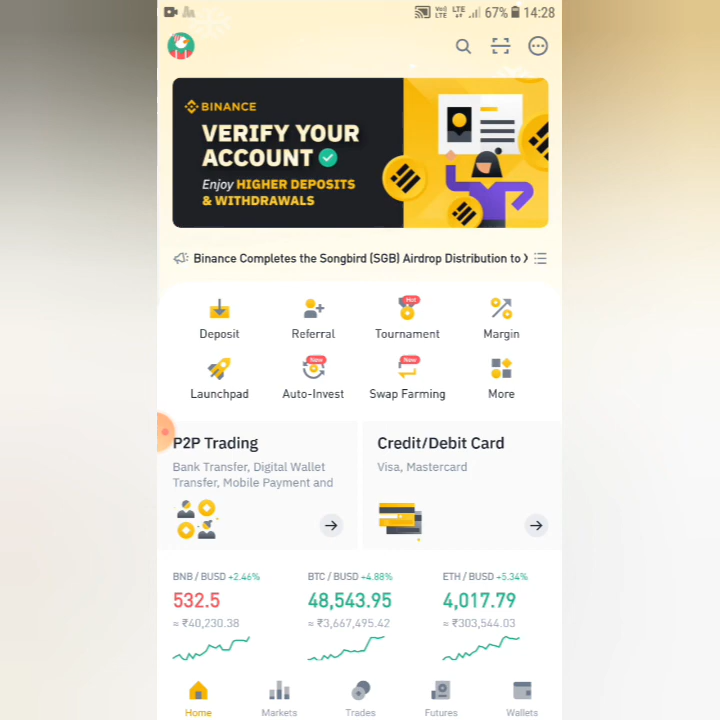 Vo) LTE LTE 67% 14:28
BINANCE
VERIFY YOUR
ACCOUNT
Enjoy HIGHER DEPOSITS
& WITHDRAWALS
Binance Completes the Songbird (SGB) Airdrop Distribution to
Hot
Deposit Referral Tournament Margin
New New
Launchpad Auto-Invest Swap Farming More
P2P Trading
Bank Transfer, Digital Wallet
Transfer, Mobile Payment and
Credit/Debit Card
Visa, Mastercard
BNB / BUSD +2.46%
532.5
≈ ₹40,230.38
BTC / BUSD +4.88%
48,543.95
≈ ₹3,667,495.42
ETH / BUSD +5.34%
4,017.79
≈ ₹303,544.03
Home Markets Trades Futures Wallets